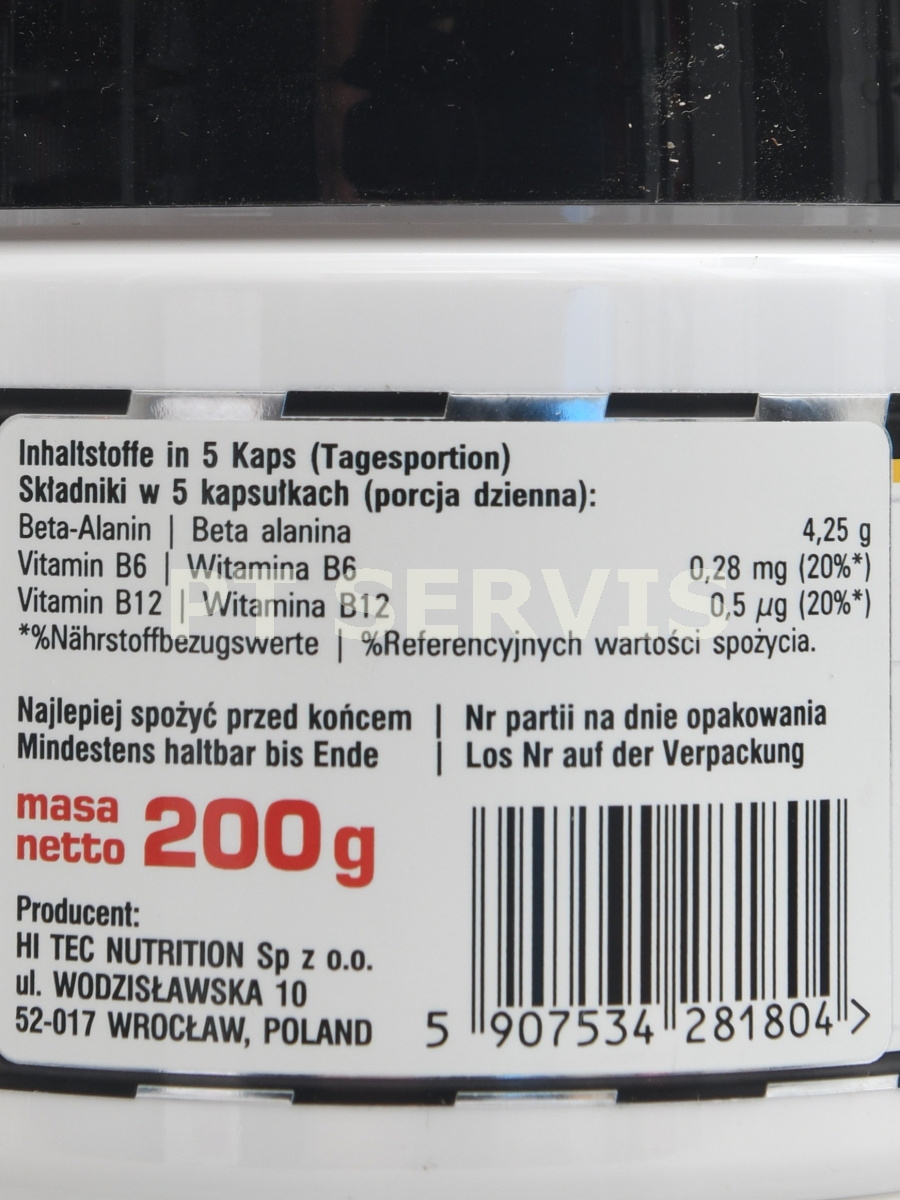 Inhaltstoffe in 5 Kaps (Tagesportion)
Składniki w 5 kapsułkach (porcja dzienna):
Beta-Alanin | Beta alanina 4,25 g
Vitamin B6 | Witamina B6 0,28 mg (20%*)
Vitamin B12 | Witamina B12 0,5 µg (20%*)
PT SERVIS
*%Nährstoffbezugswerte | %Referencyjnych wartości spożycia.
Najlepiej spożyć przed końcem | Nr partii na dnie opakowania
Mindestens haltbar bis Ende | Los Nr auf der Verpackung
masa
netto 200g
Producent:
HI TEC NUTRITION Sp z o.o.
ul. WODZISŁAWSKA 10
52-017 WROCŁAW, POLAND
5 907534 281804 >